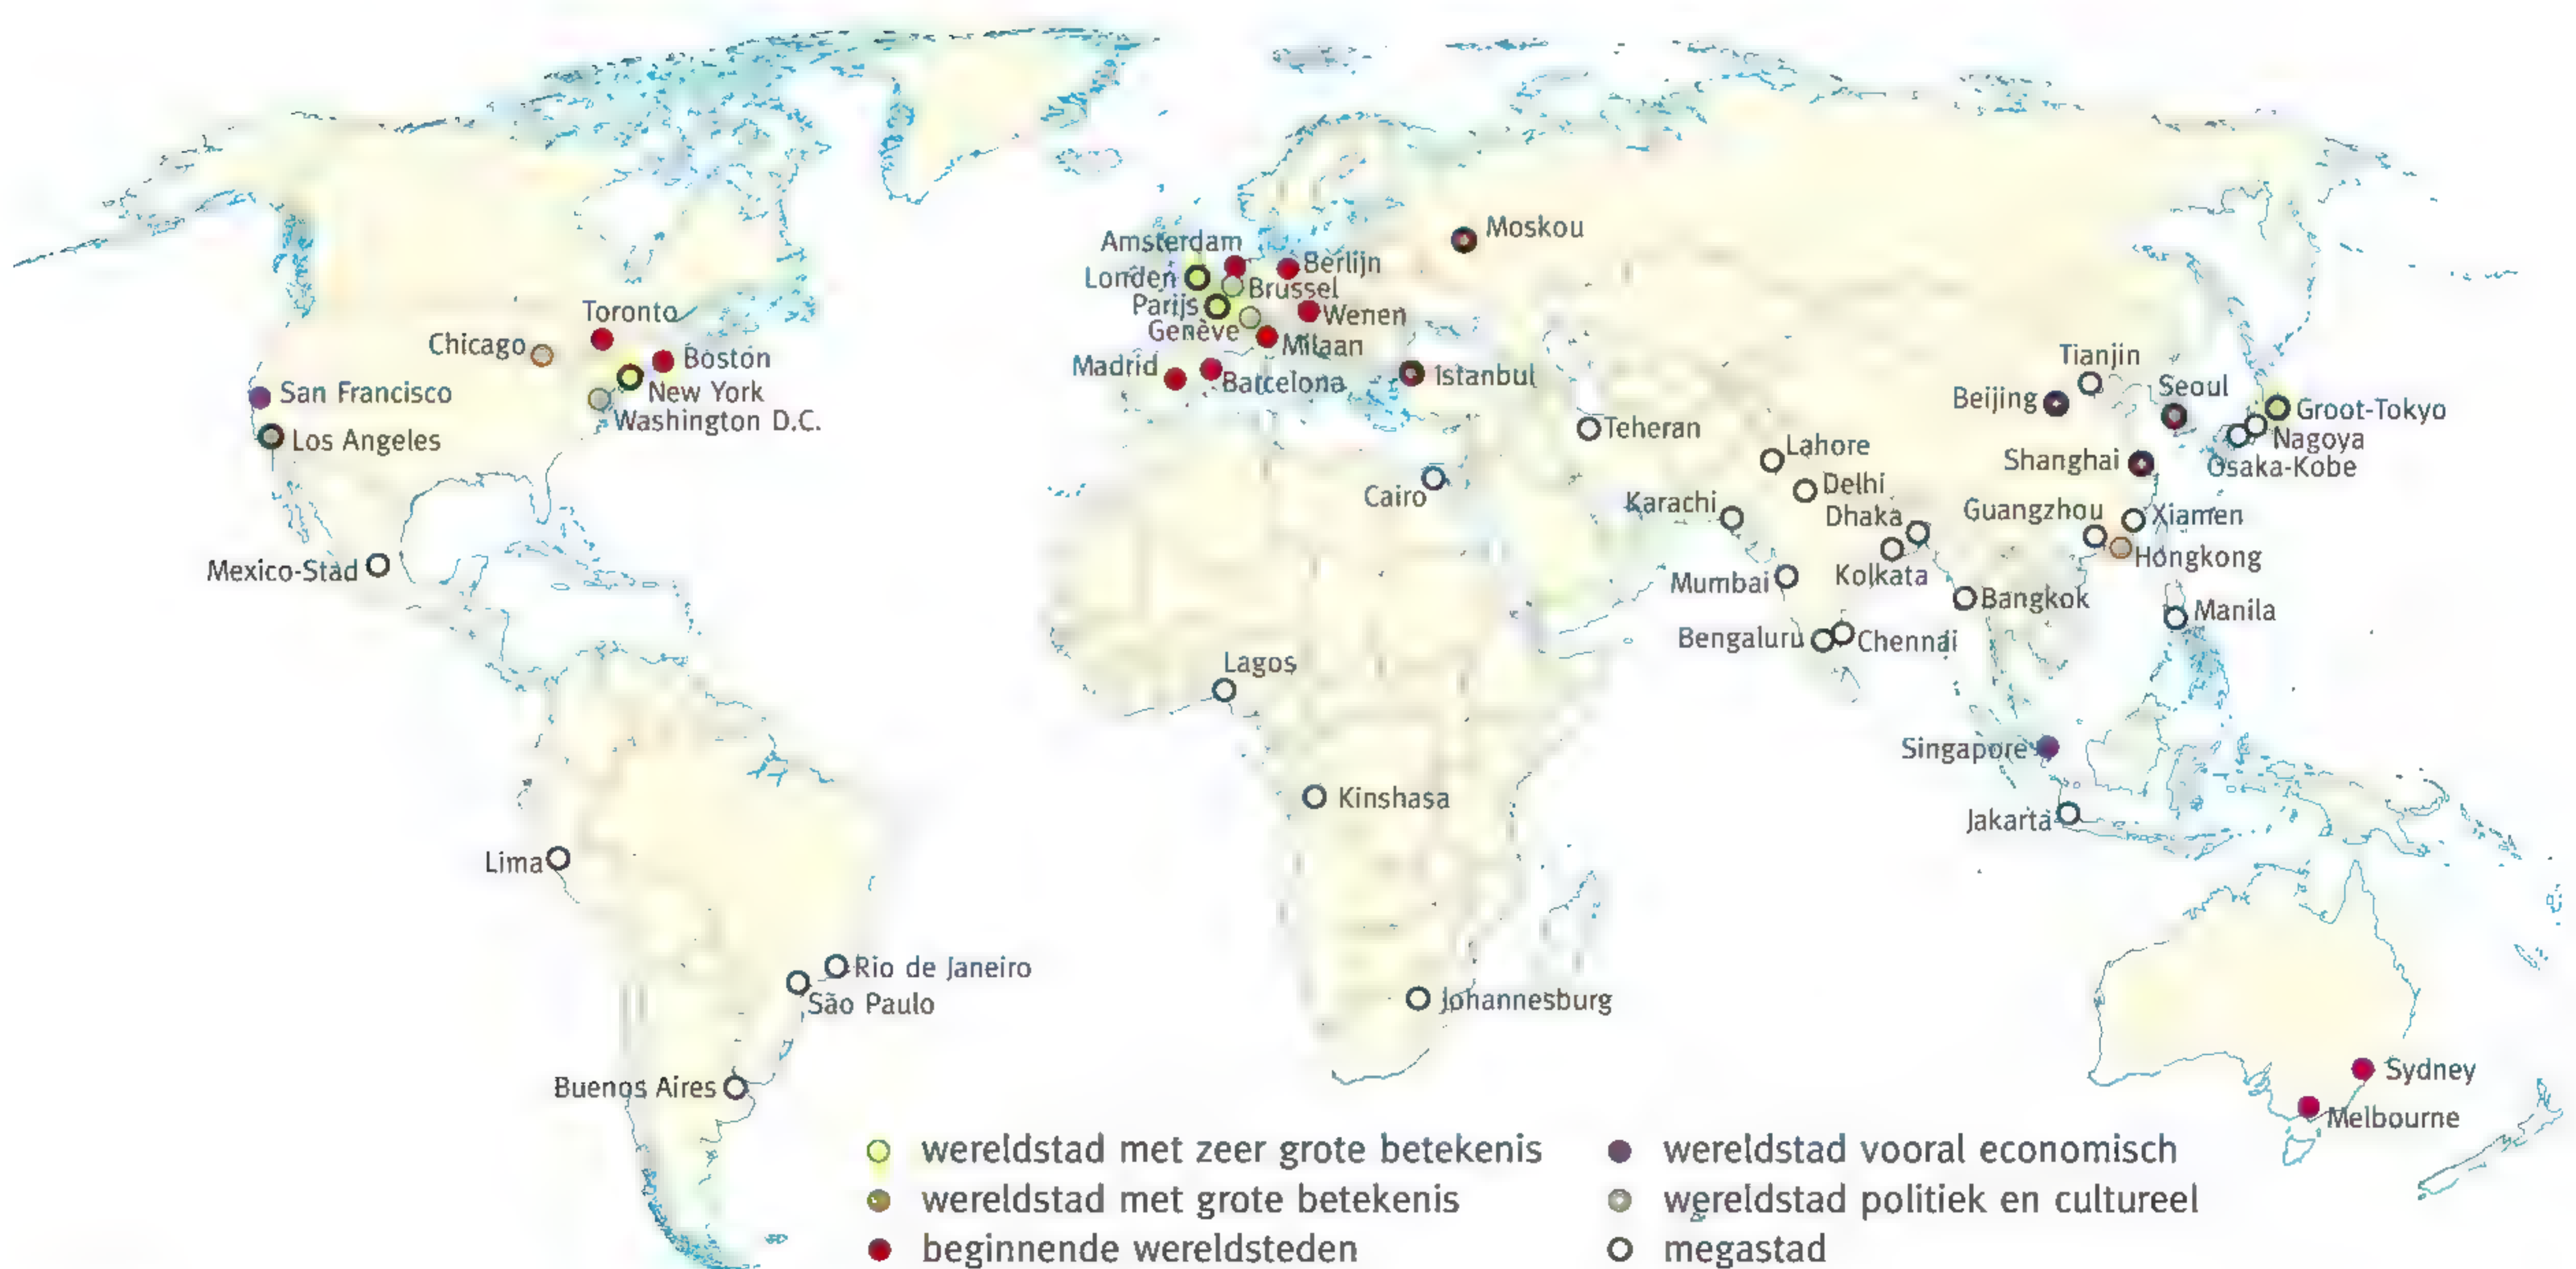 Moskou
Amsterdam
Berlijn
Londen
Brussel
Parijs
Wenen
Genève
Milaan
Madrid
Barcelona
Istanbul
Toronto
Chicago
Boston
San Francisco
New York
Washington D.C.
Los Angeles
Mexico-Stad
Tianjin
Beijing
Seoul
Groot-Tokyo
Nagoya
Osaka-Kobe
Shanghai
Teheran
Lahore
Delhi
Cairo
Karachi
Dhaka
Guangzhou
Xiamen
Hongkong
Mumbai
Kolkata
Bangkok
Manila
Bengaluru
Chennai
Lagos
Singapore
Kinshasa
Jakarta
Lima
Rio de Janeiro
São Paulo
Johannesburg
Buenos Aires
Sydney
Melbourne
wereldstad met zeer grote betekenis
wereldstad met grote betekenis
beginnende wereldsteden
wereldstad vooral economisch
wereldstad politiek en cultureel
megastad